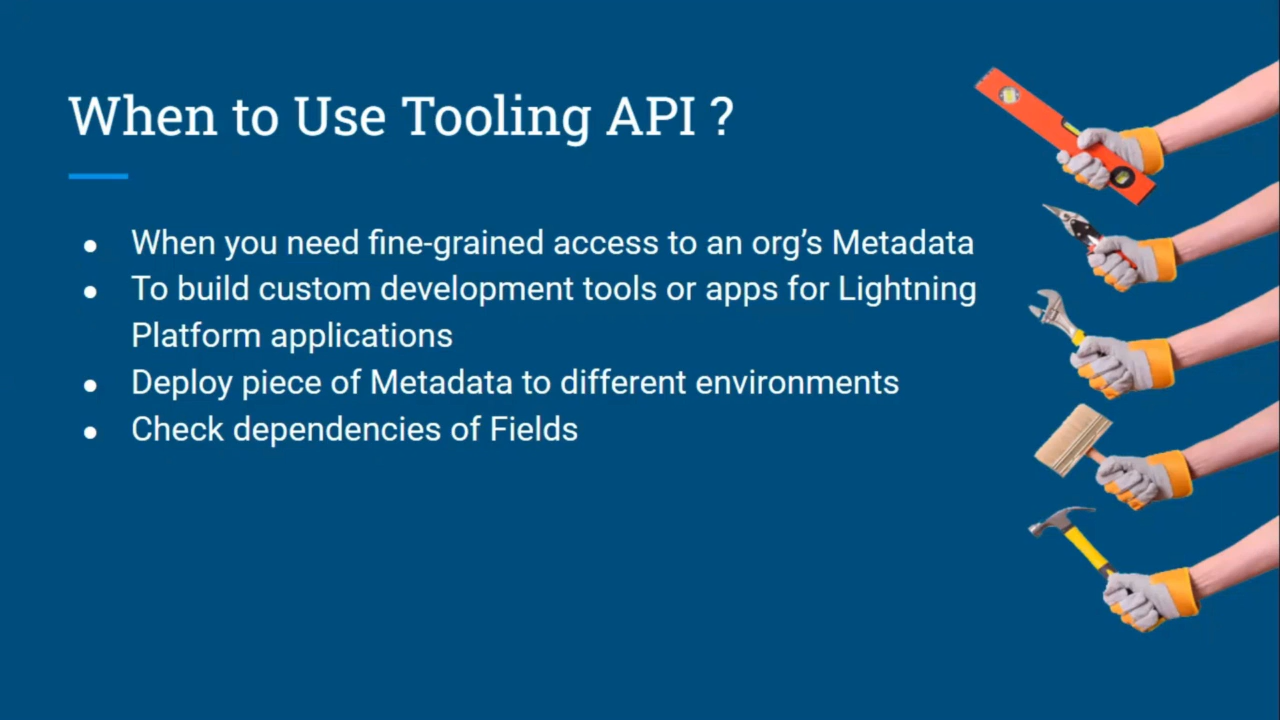 When to Use Tooling API ?
● When you need fine-grained access to an org’s Metadata
● To build custom development tools or apps for Lightning
Platform applications
● Deploy piece of Metadata to different environments
● Check dependencies of Fields